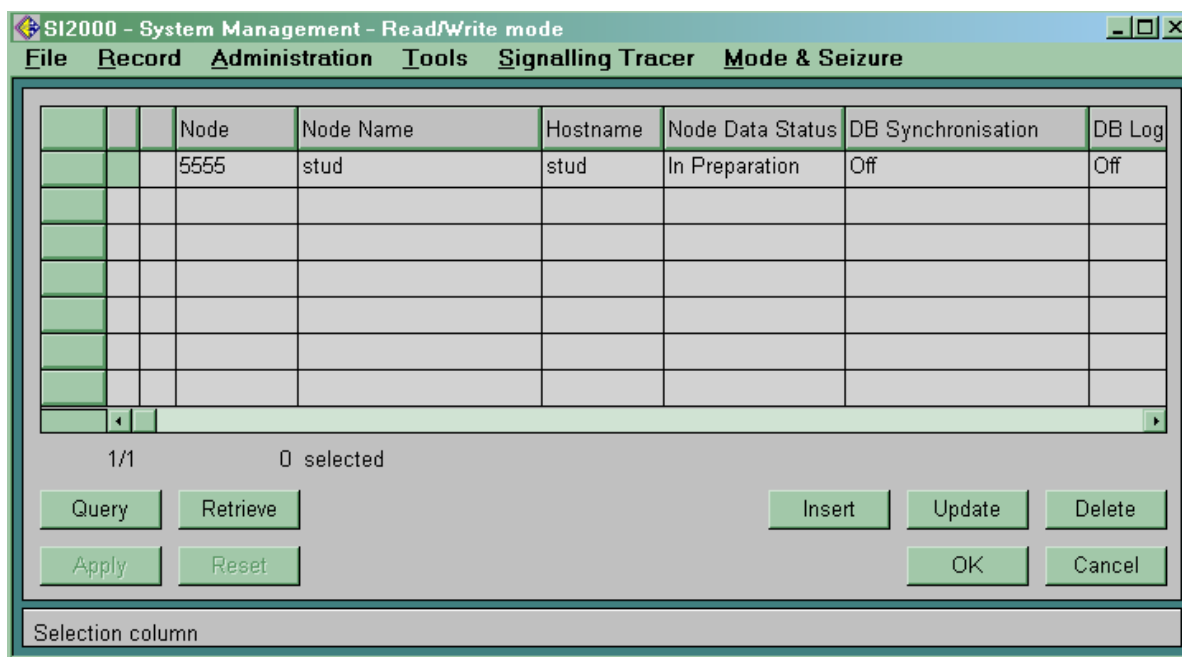 SI2000 - System Management - Read/Write mode
File Record Administration Tools Signalling Tracer Mode & Seizure
Node Node Name Hostname Node Data Status DB Synchronisation DB Log
5555 stud stud In Preparation Off Off
1/1 0 selected
Query Retrieve Insert Update Delete
Apply Reset OK Cancel
Selection column